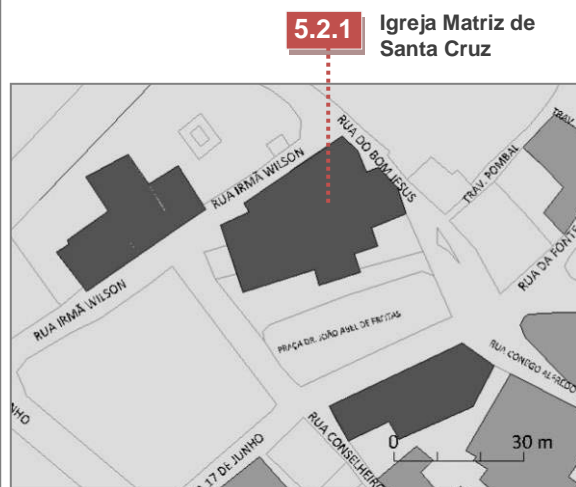 5.2.1
Igreja Matriz de
Santa Cruz
RUA DO BOM JESUS
TRAV.
RUA IRMÃ WILSON
TRAV. POMBAL
RUA DA FONTE
RUA IRMÃ WILSON
PRAÇA DR. JOÃO ABEL DE FREITAS
RUA CONEGO ALFREDO
NHO
17 DE JUNHO
RUA CONSELHEIRO
0
30 m